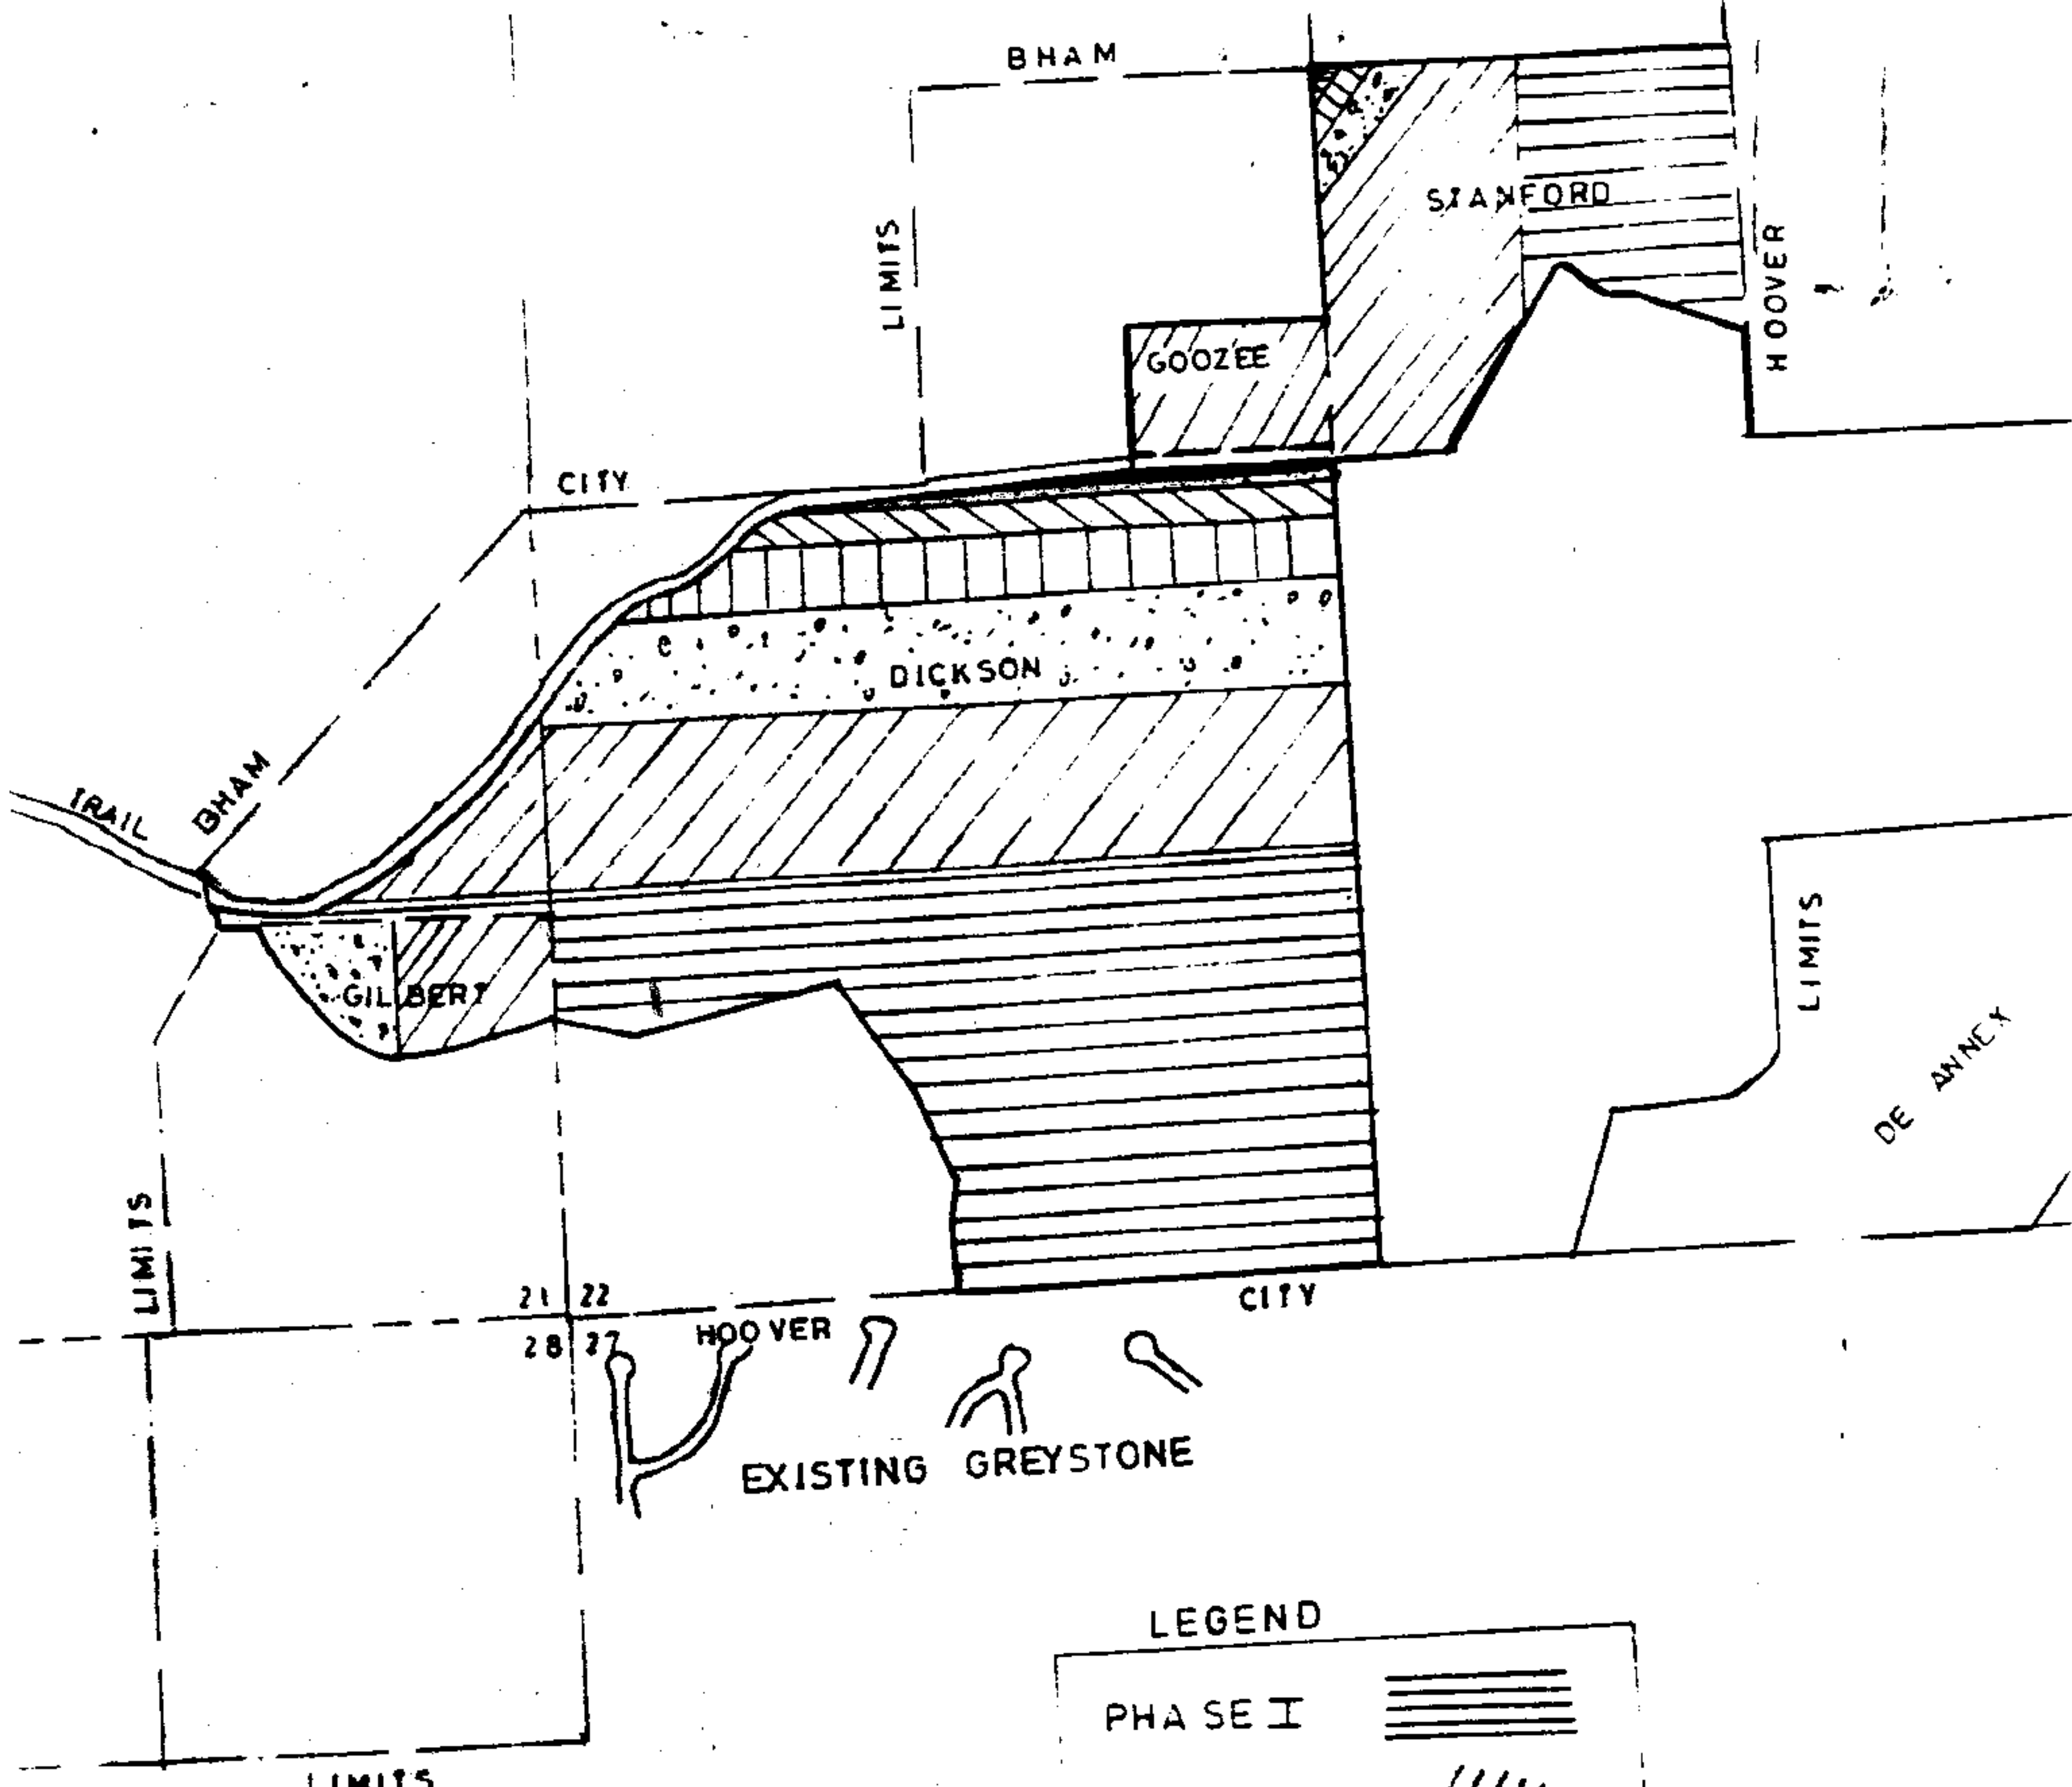 BHAM
STANFORD
LIMITS
HOOVER
GOOZEE
CITY
DICKSON
BHAM
TRAIL
LIMITS
GILBERT
DE ANNEX
LIMITS
21 22
CITY
28 27
HOOVER
EXISTING GREYSTONE
LEGEND
PHASE I
LIMITS